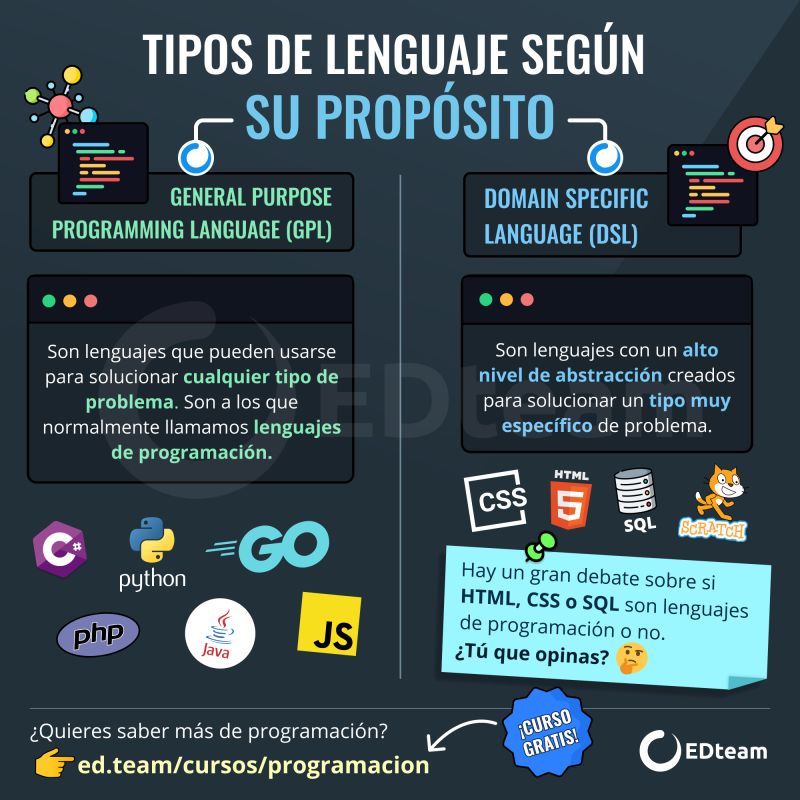 TIPOS DE LENGUAJE SEGÚN
SU PROPÓSITO
GENERAL PURPOSE
PROGRAMMING LANGUAGE (GPL)
Son lenguajes que pueden usarse
para solucionar cualquier tipo de
problema. Son a los que
normalmente llamamos lenguajes
de programación.
C#
python
GO
php
Java
JS
DOMAIN SPECIFIC
LANGUAGE (DSL)
Son lenguajes con un alto
nivel de abstracción creados
para solucionar un tipo muy
específico de problema.
CSS
HTML
5
SQL
SCRATCH
Hay un gran debate sobre si
HTML, CSS o SQL son lenguajes
de programación o no.
¿Tú que opinas?
EDteam
¿Quieres saber más de programación?
ed.team/cursos/programacion
¡CURSO
GRATIS!
EDteam